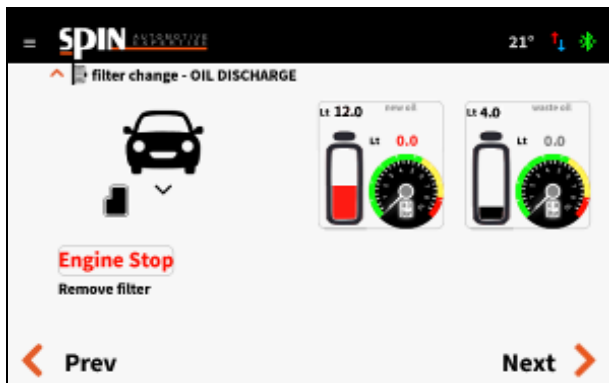 SPIN AUTOMOTIVE EXPERTISE
21°
filter change - OIL DISCHARGE
Lt 12.0 new oil
Lt 0.0
Lt 4.0 waste oil
Lt 0.0
Engine Stop
Remove filter
Prev
Next